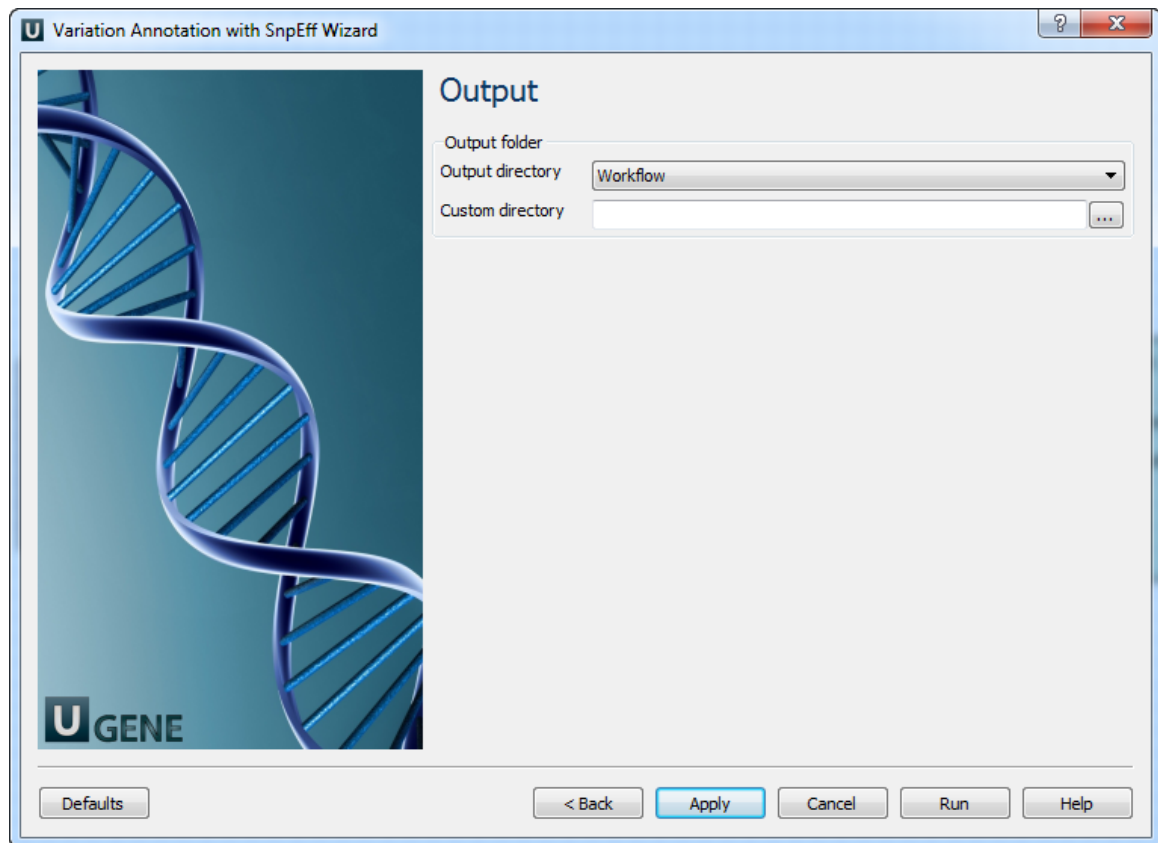 U Variation Annotation with SnpEff Wizard
Output
Output folder
Output directory Workflow
Custom directory ...
U GENE
Defaults < Back Apply Cancel Run Help